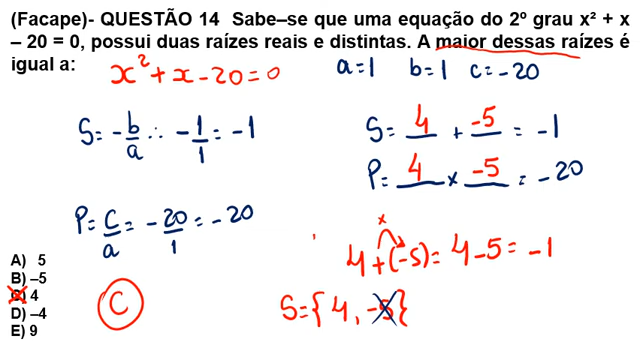 (Facape)- QUESTÃO 14 Sabe–se que uma equação do 2º grau x² + x
– 20 = 0, possui duas raízes reais e distintas. A maior dessas raízes é
igual a:
x² + x - 20 = 0
a=1 b=1 c=-20
S= -b/a ∴ -1/1 = -1
S= 4 + -5 = -1
P= 4 x -5 = -20
P= c/a = -20/1 = -20
x
4+(-5)= 4-5= -1
A) 5
B) –5
C) 4
D) –4
E) 9
C
S={4, -5}